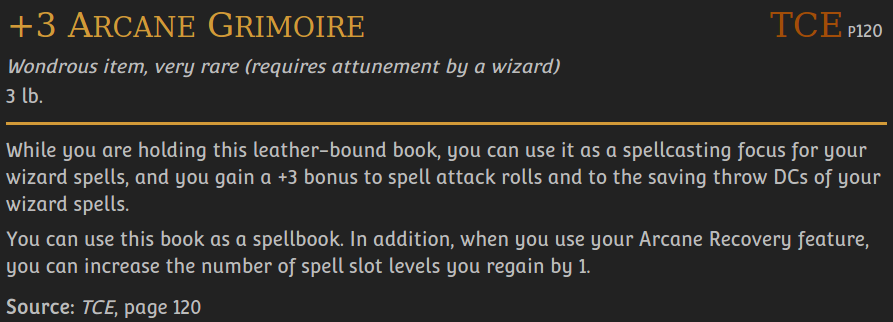 +3 ARCANE GRIMOIRE TCE P120
Wondrous item, very rare (requires attunement by a wizard)
3 lb.
While you are holding this leather-bound book, you can use it as a spellcasting focus for your
wizard spells, and you gain a +3 bonus to spell attack rolls and to the saving throw DCs of your
wizard spells.
You can use this book as a spellbook. In addition, when you use your Arcane Recovery feature,
you can increase the number of spell slot levels you regain by 1.
Source: TCE, page 120